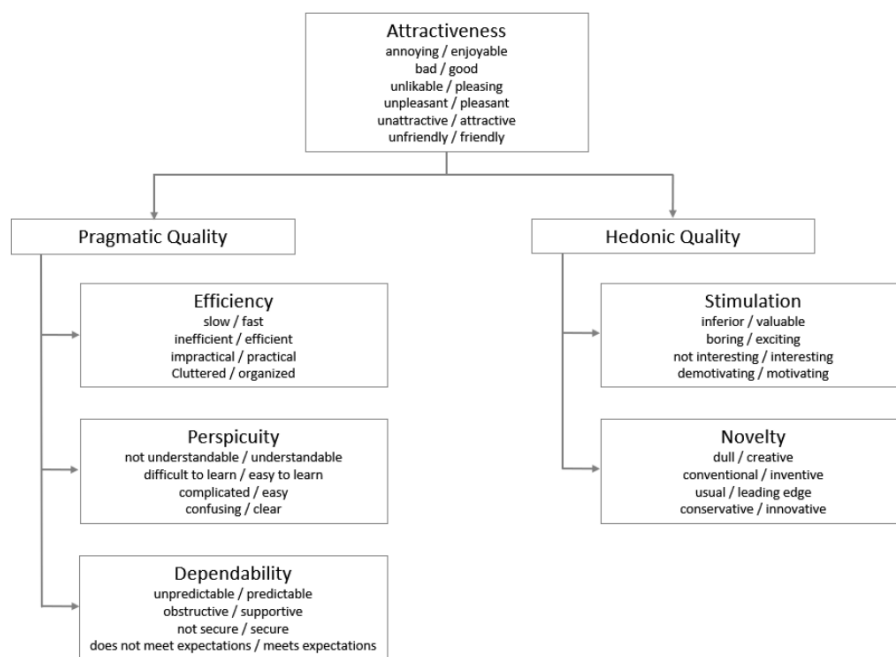 Attractiveness
annoying / enjoyable
bad / good
unlikable / pleasing
unpleasant / pleasant
unattractive / attractive
unfriendly / friendly
Pragmatic Quality
Hedonic Quality
Efficiency
slow / fast
inefficient / efficient
impractical / practical
Cluttered / organized
Stimulation
inferior / valuable
boring / exciting
not interesting / interesting
demotivating / motivating
Perspicuity
not understandable / understandable
difficult to learn / easy to learn
complicated / easy
confusing / clear
Novelty
dull / creative
conventional / inventive
usual / leading edge
conservative / innovative
Dependability
unpredictable / predictable
obstructive / supportive
not secure / secure
does not meet expectations / meets expectations